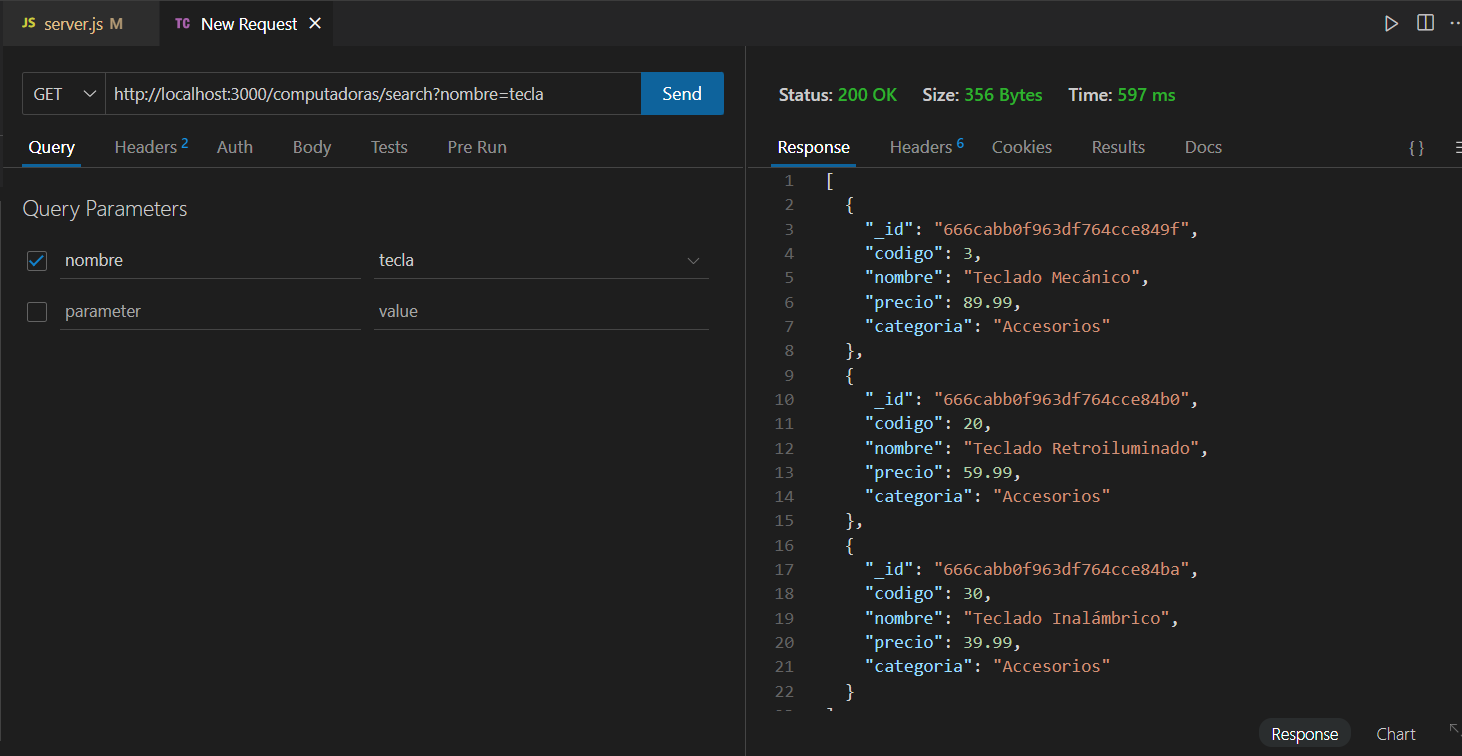 JS server.js M
TC New Request
GET http://localhost:3000/computadoras/search?nombre=tecla Send
Query Headers 2 Auth Body Tests Pre Run
Query Parameters
nombre tecla
parameter value
Status: 200 OK Size: 356 Bytes Time: 597 ms
Response Headers 6 Cookies Results Docs { }
1 [
2 {
3 "_id": "666cabb0f963df764cce849f",
4 "codigo": 3,
5 "nombre": "Teclado Mecánico",
6 "precio": 89.99,
7 "categoria": "Accesorios"
8 },
9 {
10 "_id": "666cabb0f963df764cce84b0",
11 "codigo": 20,
12 "nombre": "Teclado Retroiluminado",
13 "precio": 59.99,
14 "categoria": "Accesorios"
15 },
16 {
17 "_id": "666cabb0f963df764cce84ba",
18 "codigo": 30,
19 "nombre": "Teclado Inalámbrico",
20 "precio": 39.99,
21 "categoria": "Accesorios"
22 }
Response Chart